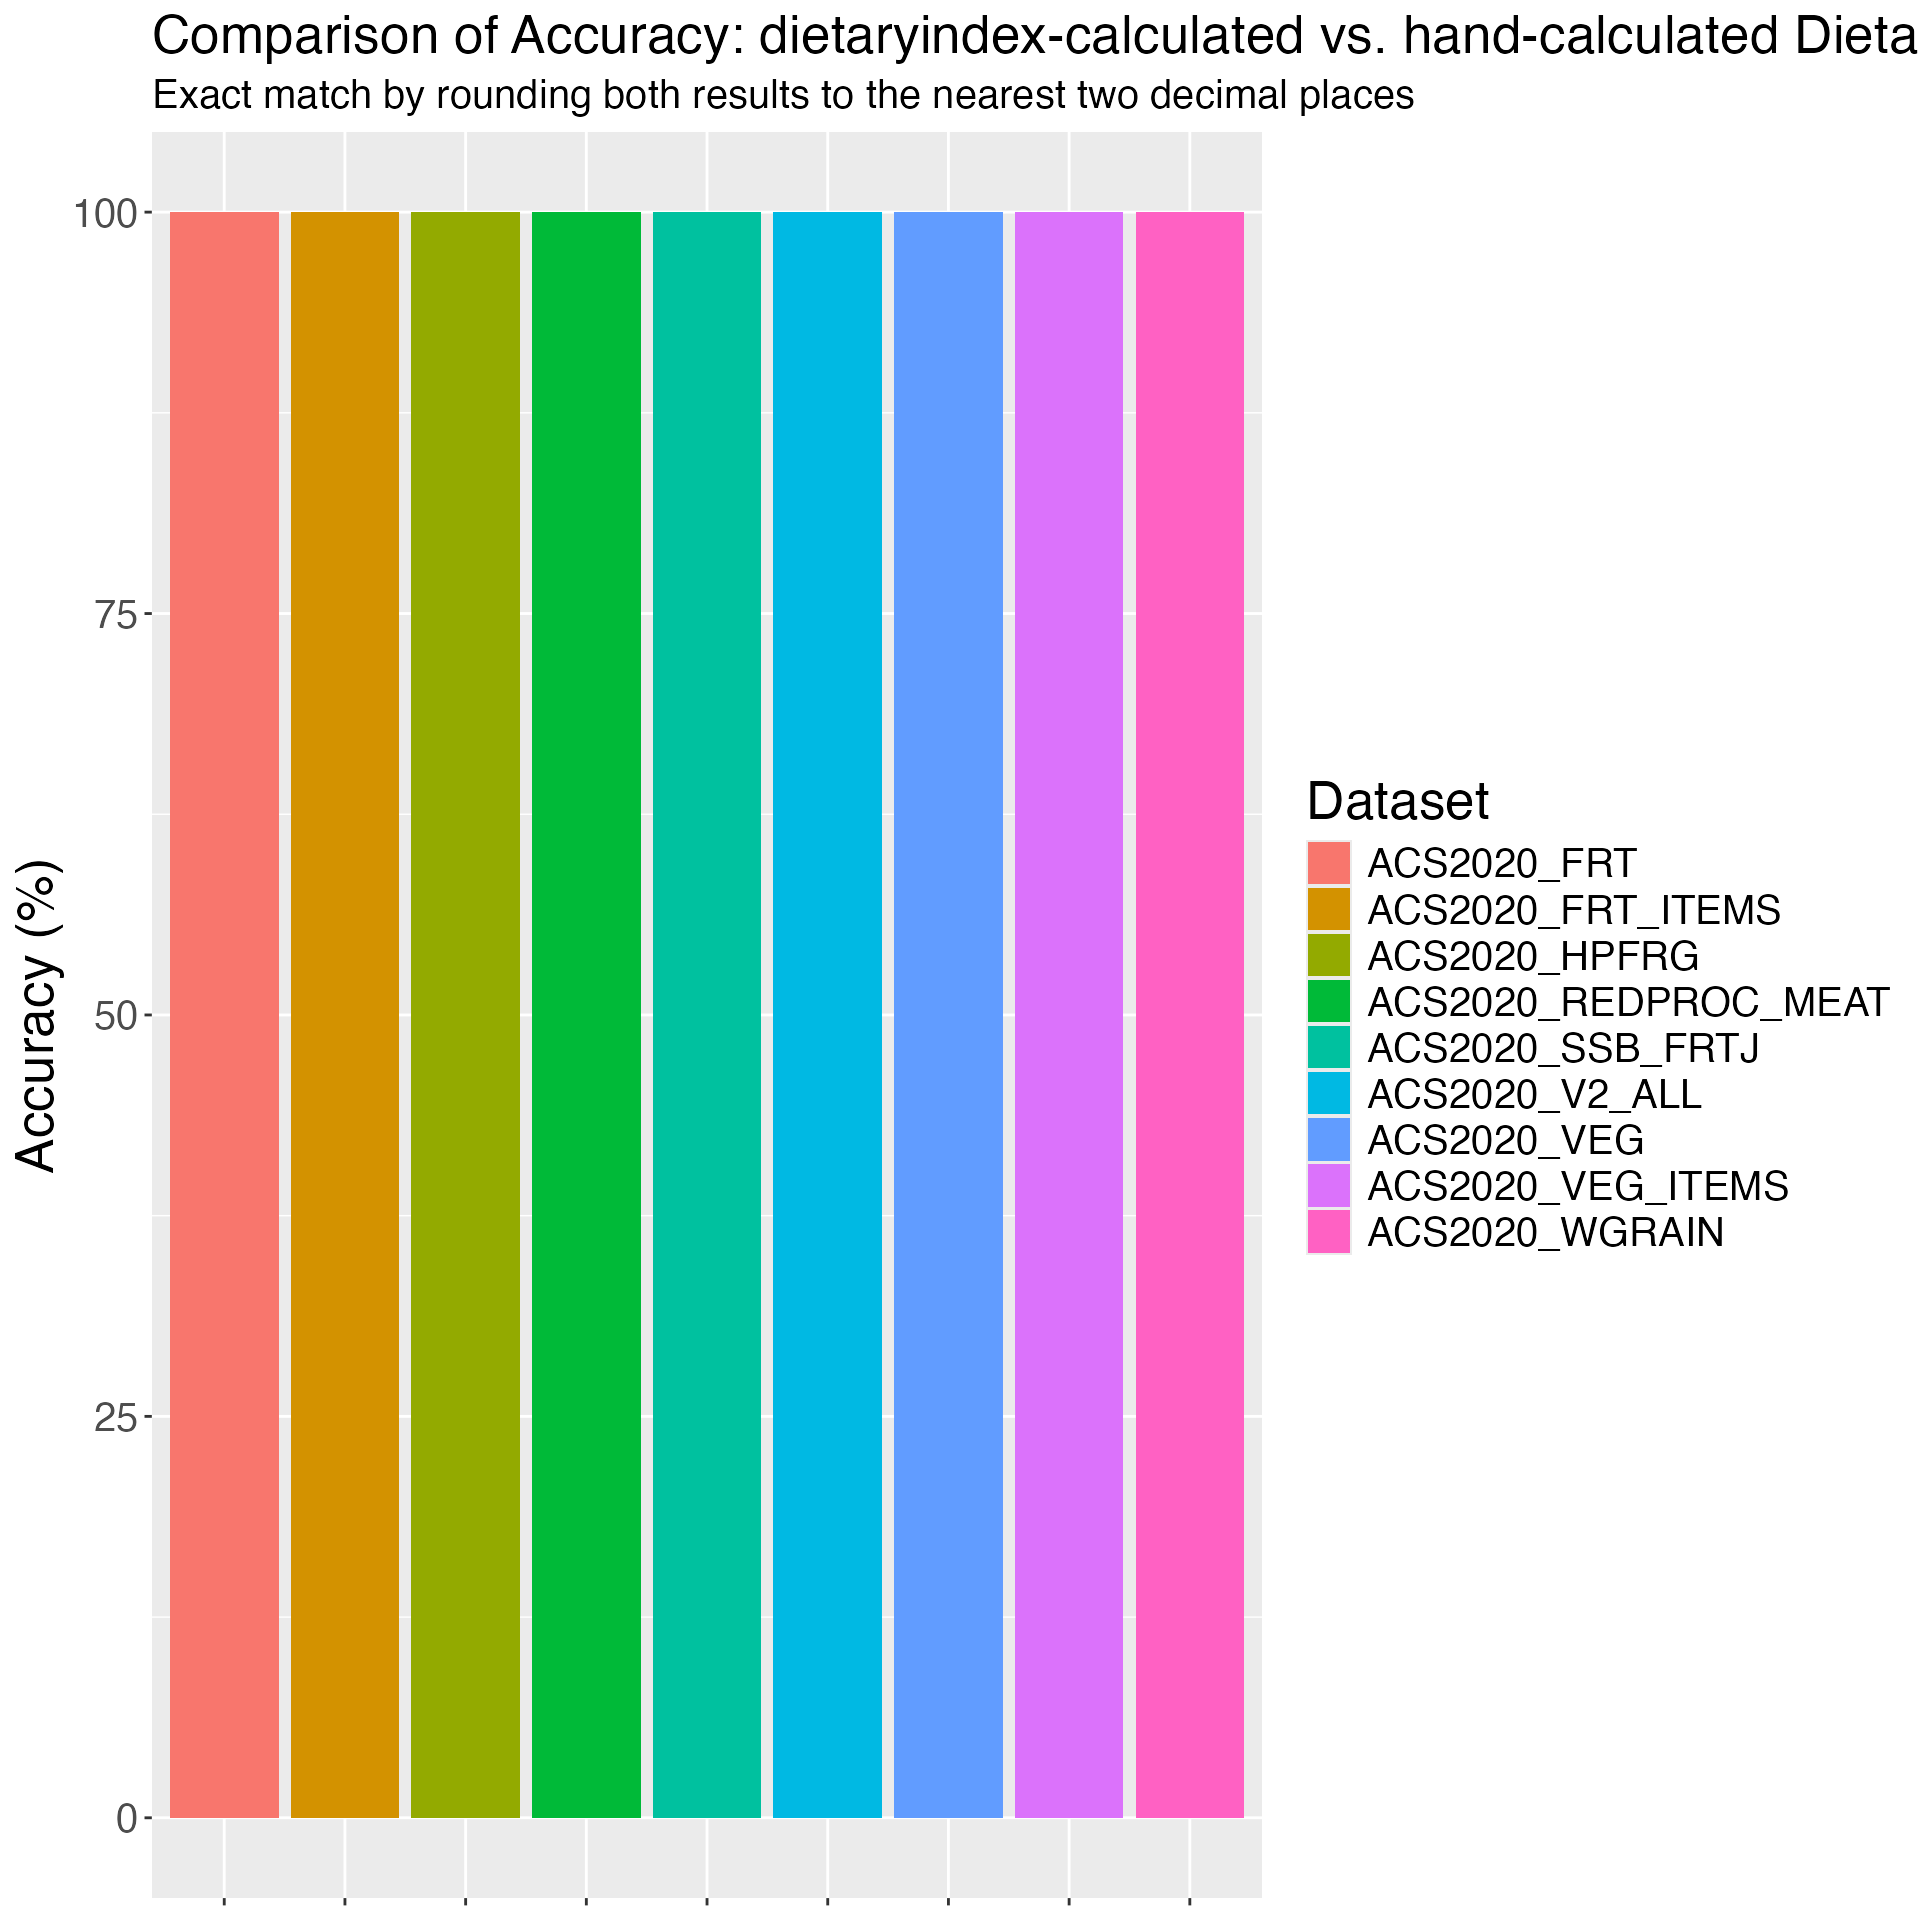 Comparison of Accuracy: dietaryindex-calculated vs. hand-calculated Dieta
Exact match by rounding both results to the nearest two decimal places
100
75
50
25
0
Accuracy (%)
Dataset
ACS2020_FRT
ACS2020_FRT_ITEMS
ACS2020_HPFRG
ACS2020_REDPROC_MEAT
ACS2020_SSB_FRTJ
ACS2020_V2_ALL
ACS2020_VEG
ACS2020_VEG_ITEMS
ACS2020_WGRAIN